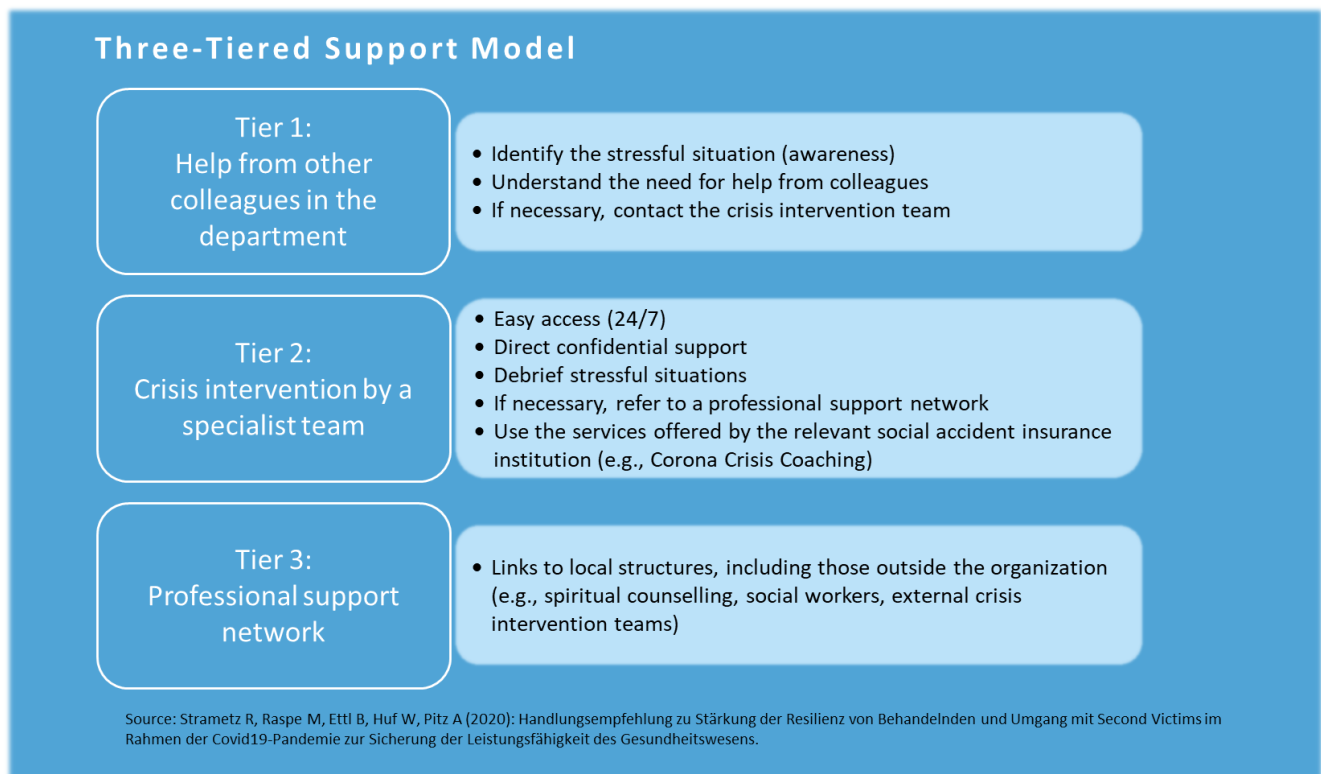 Three-Tiered Support Model
Tier 1:
Help from other
colleagues in the
department
• Identify the stressful situation (awareness)
• Understand the need for help from colleagues
• If necessary, contact the crisis intervention team
Tier 2:
Crisis intervention by a
specialist team
• Easy access (24/7)
• Direct confidential support
• Debrief stressful situations
• If necessary, refer to a professional support network
• Use the services offered by the relevant social accident insurance
institution (e.g., Corona Crisis Coaching)
Tier 3:
Professional support
network
• Links to local structures, including those outside the organization
(e.g., spiritual counselling, social workers, external crisis
intervention teams)
Source: Strametz R, Raspe M, Ettl B, Huf W, Pitz A (2020): Handlungsempfehlung zu Stärkung der Resilienz von Behandelnden und Umgang mit Second Victims im
Rahmen der Covid19-Pandemie zur Sicherung der Leistungsfähigkeit des Gesundheitswesens.